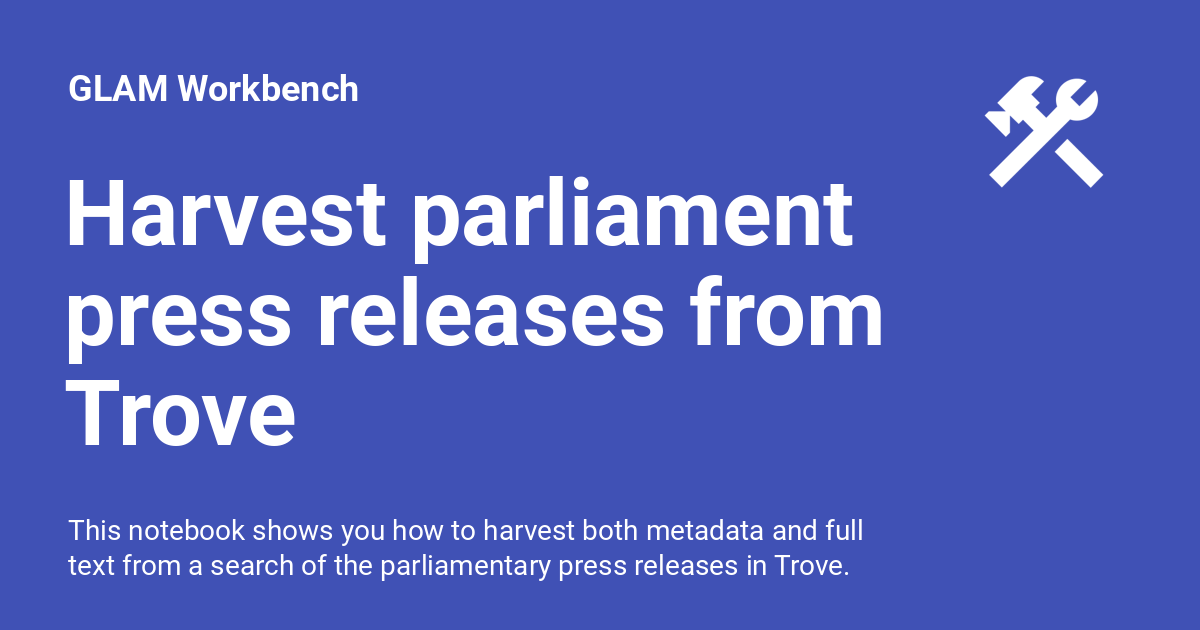 GLAM Workbench
Harvest parliament
press releases from
Trove
This notebook shows you how to harvest both metadata and full
text from a search of the parliamentary press releases in Trove.